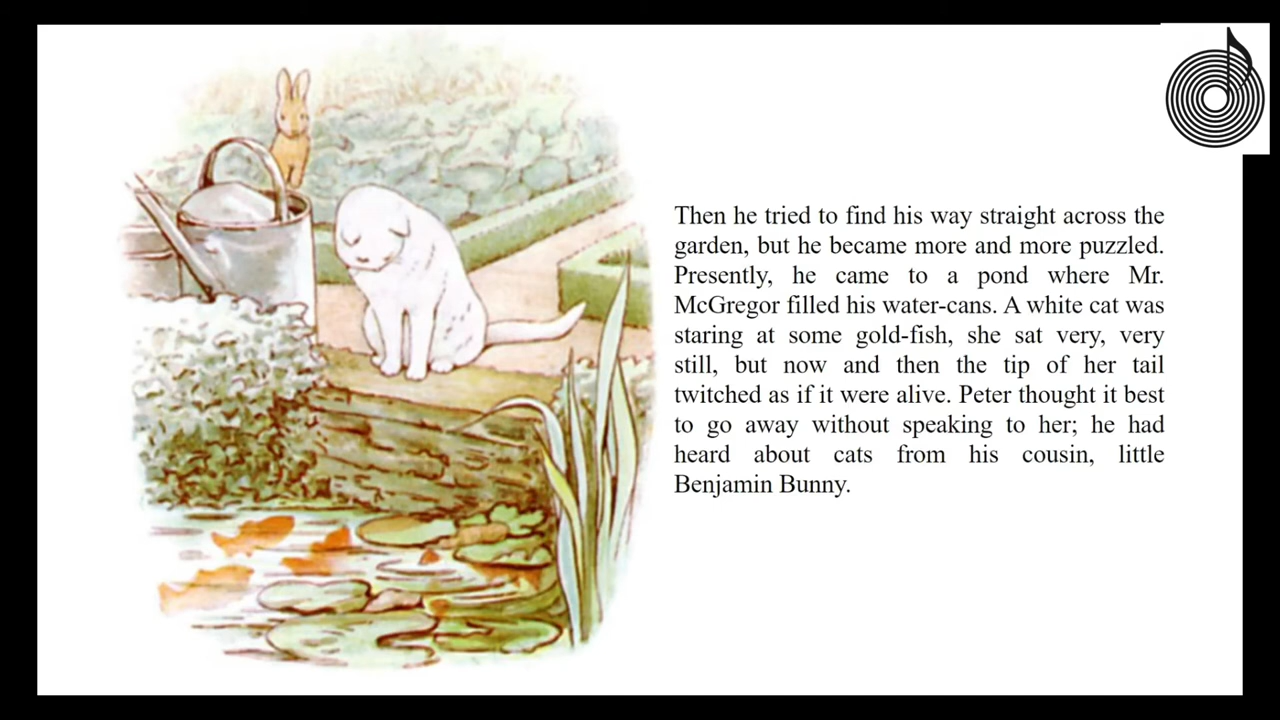 Then he tried to find his way straight across the
garden, but he became more and more puzzled.
Presently, he came to a pond where Mr.
McGregor filled his water-cans. A white cat was
staring at some gold-fish, she sat very, very
still, but now and then the tip of her tail
twitched as if it were alive. Peter thought it best
to go away without speaking to her; he had
heard about cats from his cousin, little
Benjamin Bunny.